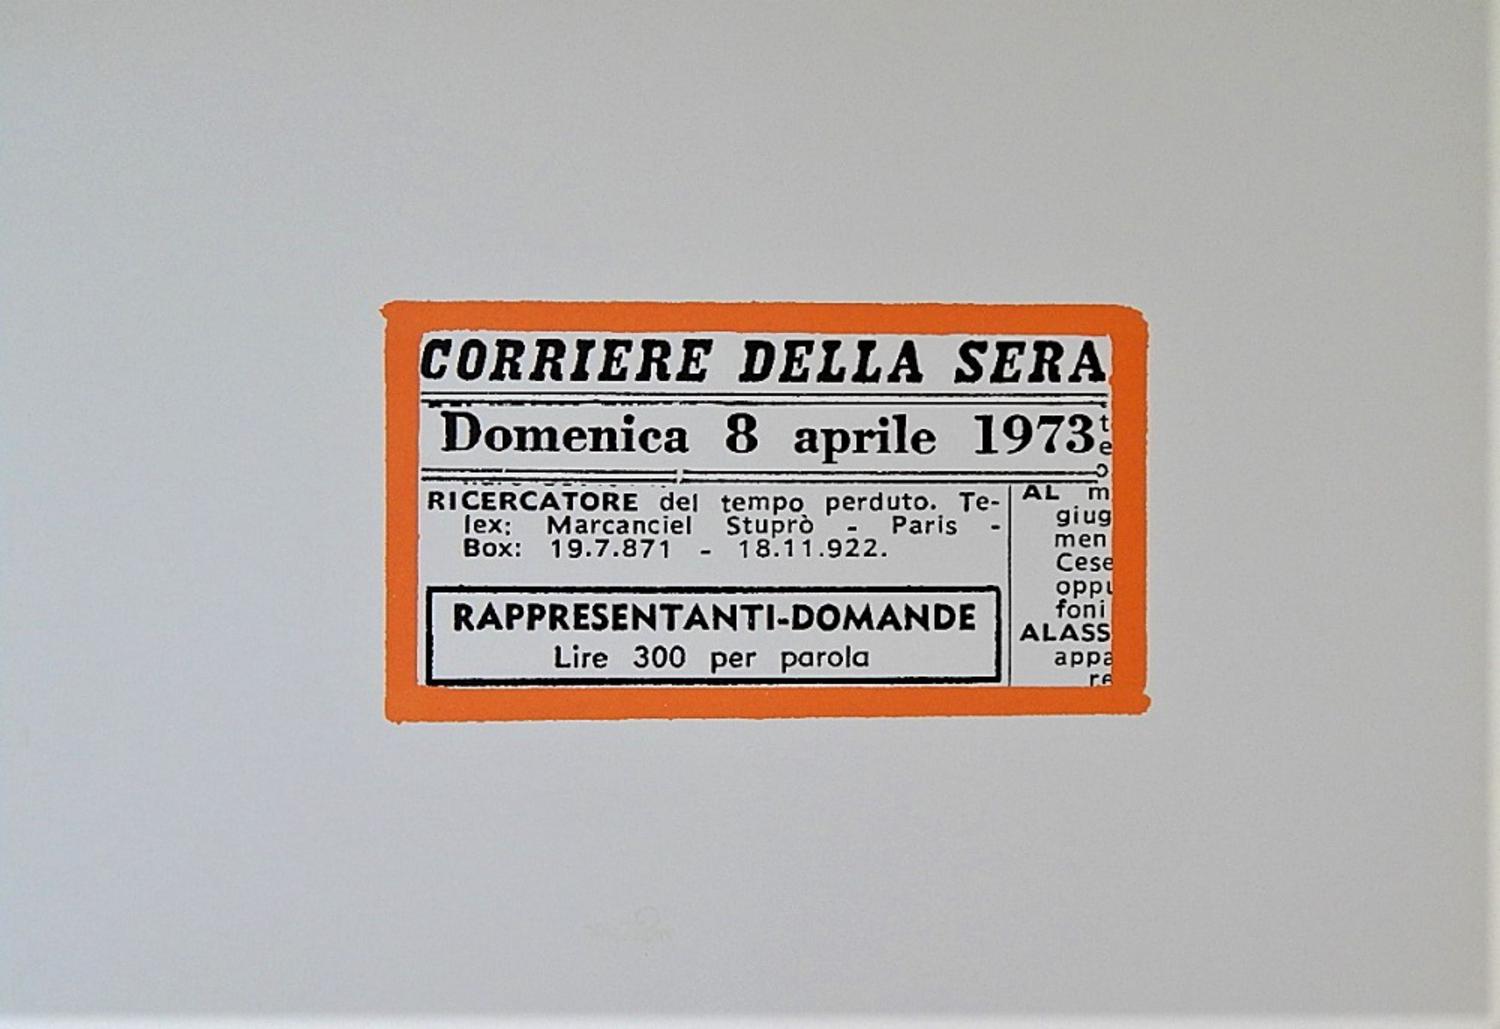 CORRIERE DELLA SERA
Domenica 8 aprile 1973
RICERCATORE del tempo perduto. Te-
lex: Marcanciel Stuprò - Paris -
Box: 19.7.871 - 18.11.922.
RAPPRESENTANTI-DOMANDE
Lire 300 per parola
t
e
AL m
giug
men
Cese
oppu
foni
ALASS
appa
re